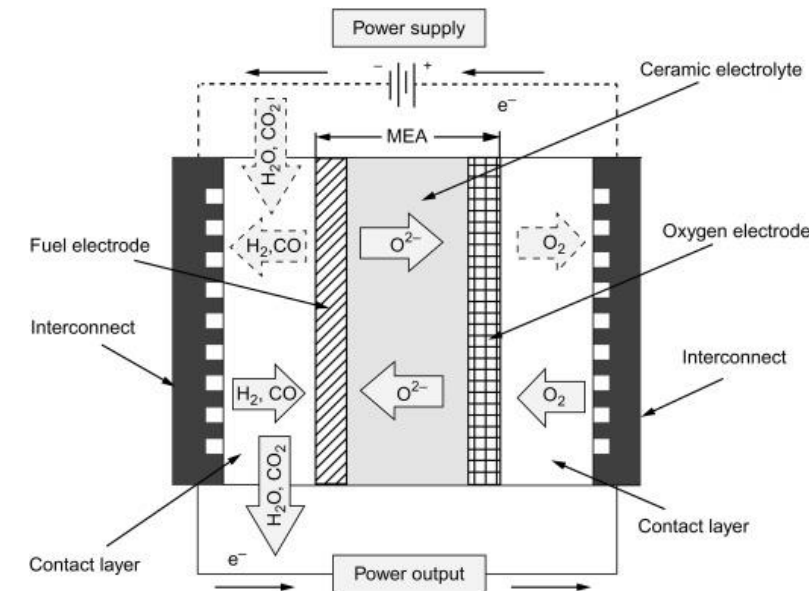 Power supply
− +
Ceramic electrolyte
e⁻
MEA
H₂O, CO₂
Fuel electrode
H₂,CO
O²⁻
O₂
Oxygen electrode
Interconnect
Interconnect
H₂, CO
O²⁻
O₂
H₂O, CO₂
Contact layer
Contact layer
e⁻
Power output